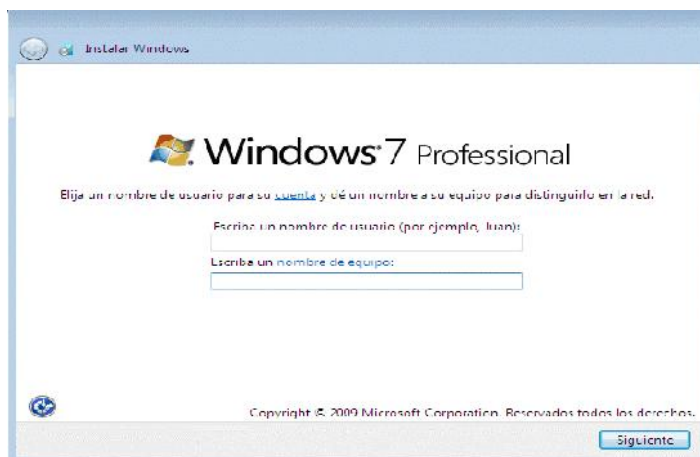 Instalar Windows
Windows 7 Professional
Elija un nombre de usuario para su cuenta y dé un nombre a su equipo para distinguirlo en la red.
Escriba un nombre de usuario (por ejemplo, Juan):
Escriba un nombre de equipo:
Copyright © 2009 Microsoft Corporation. Reservados todos los derechos.
Siguiente